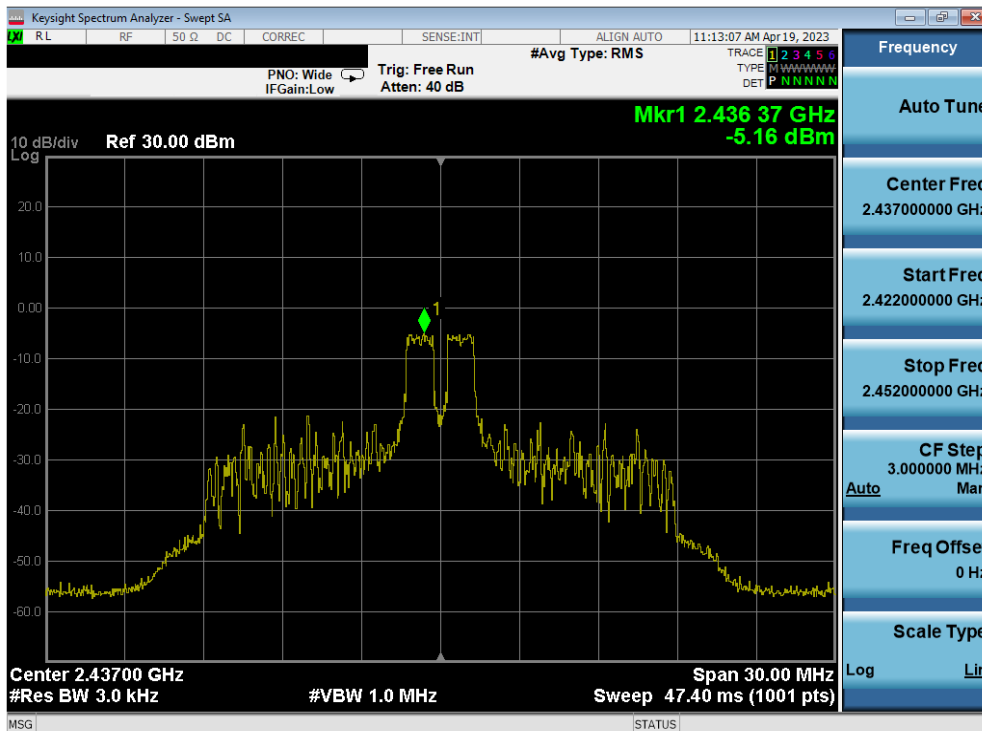 Keysight Spectrum Analyzer - Swept SA
LXI RL RF 50 Ω DC CORREC SENSE:INT ALIGN AUTO 11:13:07 AM Apr 19, 2023
PNO: Wide
IFGain:Low
Trig: Free Run
Atten: 40 dB
#Avg Type: RMS
TRACE 1 2 3 4 5 6
TYPE M WWWWW
DET P N N N N N
Mkr1 2.436 37 GHz
-5.16 dBm
10 dB/div Ref 30.00 dBm
Log
20.0
10.0
0.00
-10.0
-20.0
-30.0
-40.0
-50.0
-60.0
1
Center 2.43700 GHz Span 30.00 MHz
#Res BW 3.0 kHz #VBW 1.0 MHz Sweep 47.40 ms (1001 pts)
MSG STATUS
Frequency
Auto Tune
Center Freq
2.437000000 GHz
Start Freq
2.422000000 GHz
Stop Freq
2.452000000 GHz
CF Step
3.000000 MHz
Auto Man
Freq Offset
0 Hz
Scale Type
Log Lin